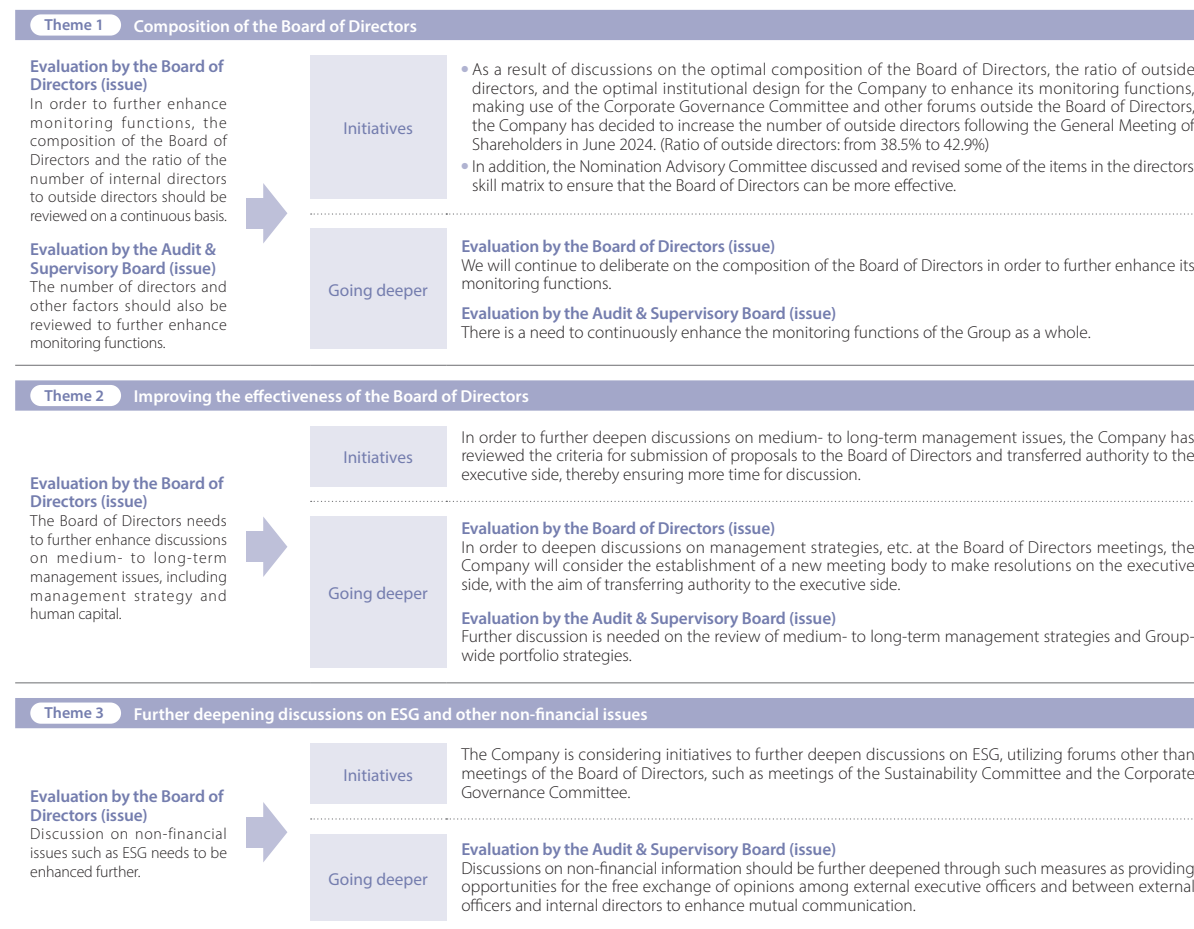 Theme 1 Composition of the Board of Directors
Evaluation by the Board of
Directors (issue)
In order to further enhance
monitoring functions, the
composition of the Board of
Directors and the ratio of the
number of internal directors
to outside directors should be
reviewed on a continuous basis.
Evaluation by the Audit &
Supervisory Board (issue)
The number of directors and
other factors should also be
reviewed to further enhance
monitoring functions.
Initiatives
• As a result of discussions on the optimal composition of the Board of Directors, the ratio of outside
directors, and the optimal institutional design for the Company to enhance its monitoring functions,
making use of the Corporate Governance Committee and other forums outside the Board of Directors,
the Company has decided to increase the number of outside directors following the General Meeting of
Shareholders in June 2024. (Ratio of outside directors: from 38.5% to 42.9%)
• In addition, the Nomination Advisory Committee discussed and revised some of the items in the directors
skill matrix to ensure that the Board of Directors can be more effective.
Going deeper
Evaluation by the Board of Directors (issue)
We will continue to deliberate on the composition of the Board of Directors in order to further enhance its
monitoring functions.
Evaluation by the Audit & Supervisory Board (issue)
There is a need to continuously enhance the monitoring functions of the Group as a whole.
Theme 2 Improving the effectiveness of the Board of Directors
Evaluation by the Board of
Directors (issue)
The Board of Directors needs
to further enhance discussions
on medium- to long-term
management issues, including
management strategy and
human capital.
Initiatives
In order to further deepen discussions on medium- to long-term management issues, the Company has
reviewed the criteria for submission of proposals to the Board of Directors and transferred authority to the
executive side, thereby ensuring more time for discussion.
Going deeper
Evaluation by the Board of Directors (issue)
In order to deepen discussions on management strategies, etc. at the Board of Directors meetings, the
Company will consider the establishment of a new meeting body to make resolutions on the executive
side, with the aim of transferring authority to the executive side.
Evaluation by the Audit & Supervisory Board (issue)
Further discussion is needed on the review of medium- to long-term management strategies and Group-
wide portfolio strategies.
Theme 3 Further deepening discussions on ESG and other non-financial issues
Evaluation by the Board of
Directors (issue)
Discussion on non-financial
issues such as ESG needs to be
enhanced further.
Initiatives
The Company is considering initiatives to further deepen discussions on ESG, utilizing forums other than
meetings of the Board of Directors, such as meetings of the Sustainability Committee and the Corporate
Governance Committee.
Going deeper
Evaluation by the Audit & Supervisory Board (issue)
Discussions on non-financial information should be further deepened through such measures as providing
opportunities for the free exchange of opinions among external executive officers and between external
officers and internal directors to enhance mutual communication.